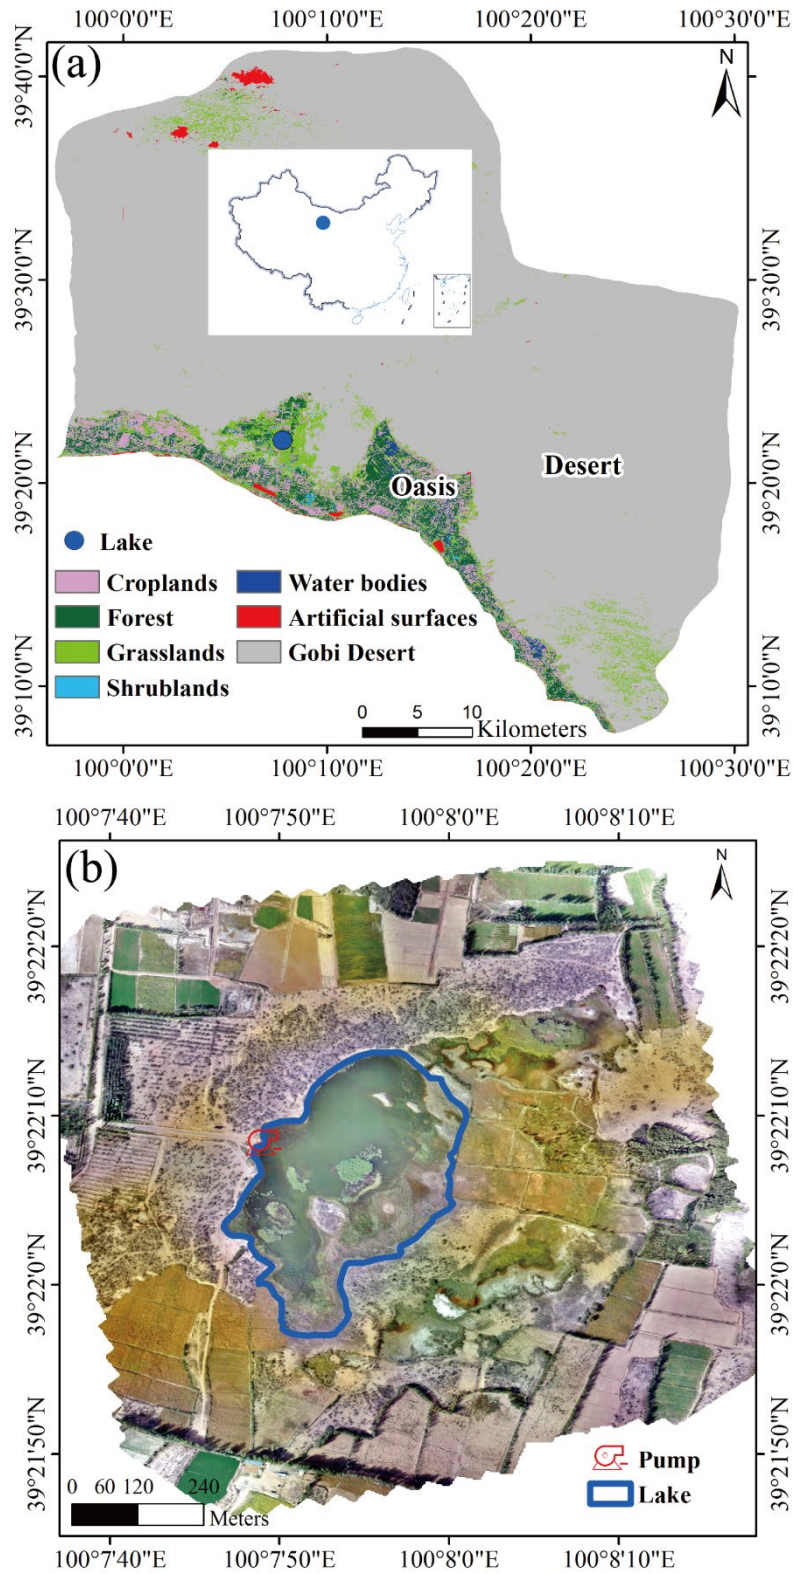 100°0'0"E 100°10'0"E 100°20'0"E 100°30'0"E
(a)
N
39°40'0"N
39°30'0"N 39°30'0"N
39°20'0"N 39°20'0"N
39°10'0"N 39°10'0"N
Oasis
Desert
Lake
Croplands Water bodies
Forest Artificial surfaces
Grasslands Gobi Desert
Shrublands
0 5 10
Kilometers
100°0'0"E 100°10'0"E 100°20'0"E 100°30'0"E
100°7'40"E 100°7'50"E 100°8'0"E 100°8'10"E
(b)
N
39°22'20"N 39°22'20"N
39°22'10"N 39°22'10"N
39°22'0"N 39°22'0"N
39°21'50"N 39°21'50"N
Pump
Lake
0 60 120 240
Meters
100°7'40"E 100°7'50"E 100°8'0"E 100°8'10"E